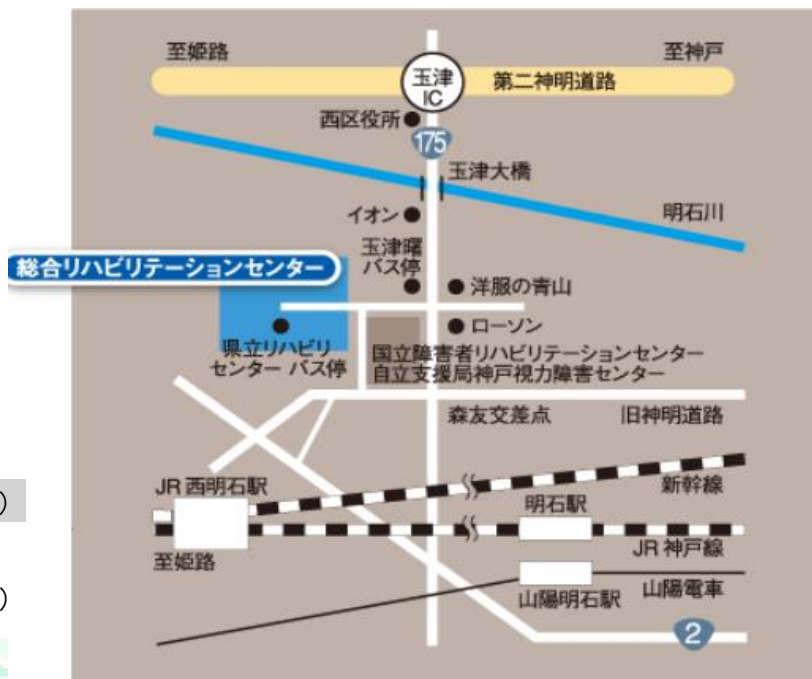 至姫路
至神戸
玉津
IC
第二神明道路
西区役所
175
玉津大橋
イオン
明石川
玉津曙
バス停
総合リハビリテーションセンター
洋服の青山
ローソン
県立リハビリ
センター バス停
国立障害者リハビリテーションセンター
自立支援局神戸視力障害センター
森友交差点
旧神明道路
JR 西明石駅
新幹線
明石駅
)
JR 神戸線
至姫路
山陽明石駅
山陽電車
)
2